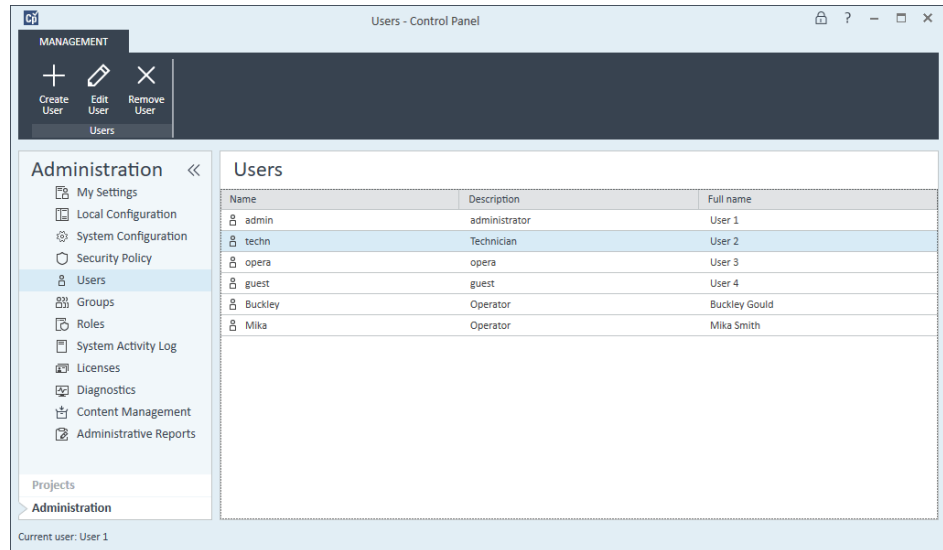 Users - Control Panel
?
MANAGEMENT
Create User
Edit User
Remove User
Users
Administration
My Settings
Local Configuration
System Configuration
Security Policy
Users
Groups
Roles
System Activity Log
Licenses
Diagnostics
Content Management
Administrative Reports
Projects
Administration
Users
Name Description Full name
admin administrator User 1
techn Technician User 2
opera opera User 3
guest guest User 4
Buckley Operator Buckley Gould
Mika Operator Mika Smith
Current user: User 1